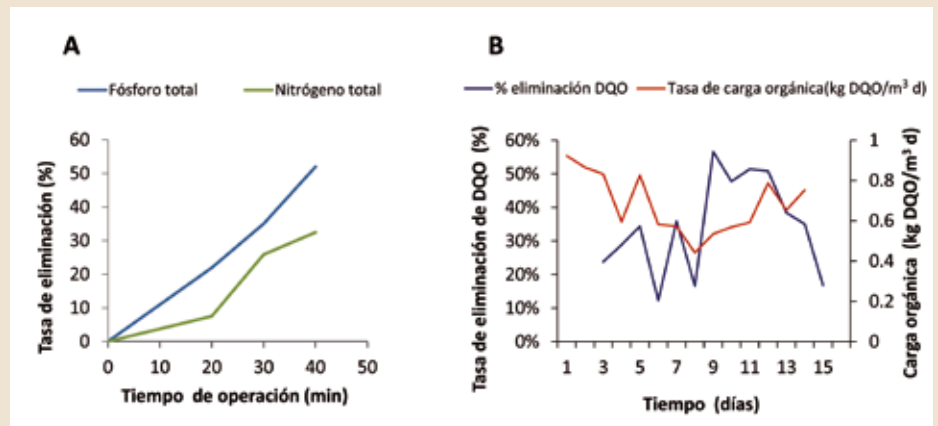 A
Fósforo total
Nitrógeno total
Tasa de eliminación (%)
60
50
40
30
20
10
0
0 10 20 30 40 50
Tiempo de operación (min)
B
% eliminación DQO
Tasa de carga orgánica(kg DQO/m³ d)
Tasa de eliminación de DQO (%)
60%
50%
40%
30%
20%
10%
0%
1
0.8
0.6
0.4
0.2
0
Carga orgánica (kg DQO/m³ d)
1 3 5 7 9 11 13 15
Tiempo (días)